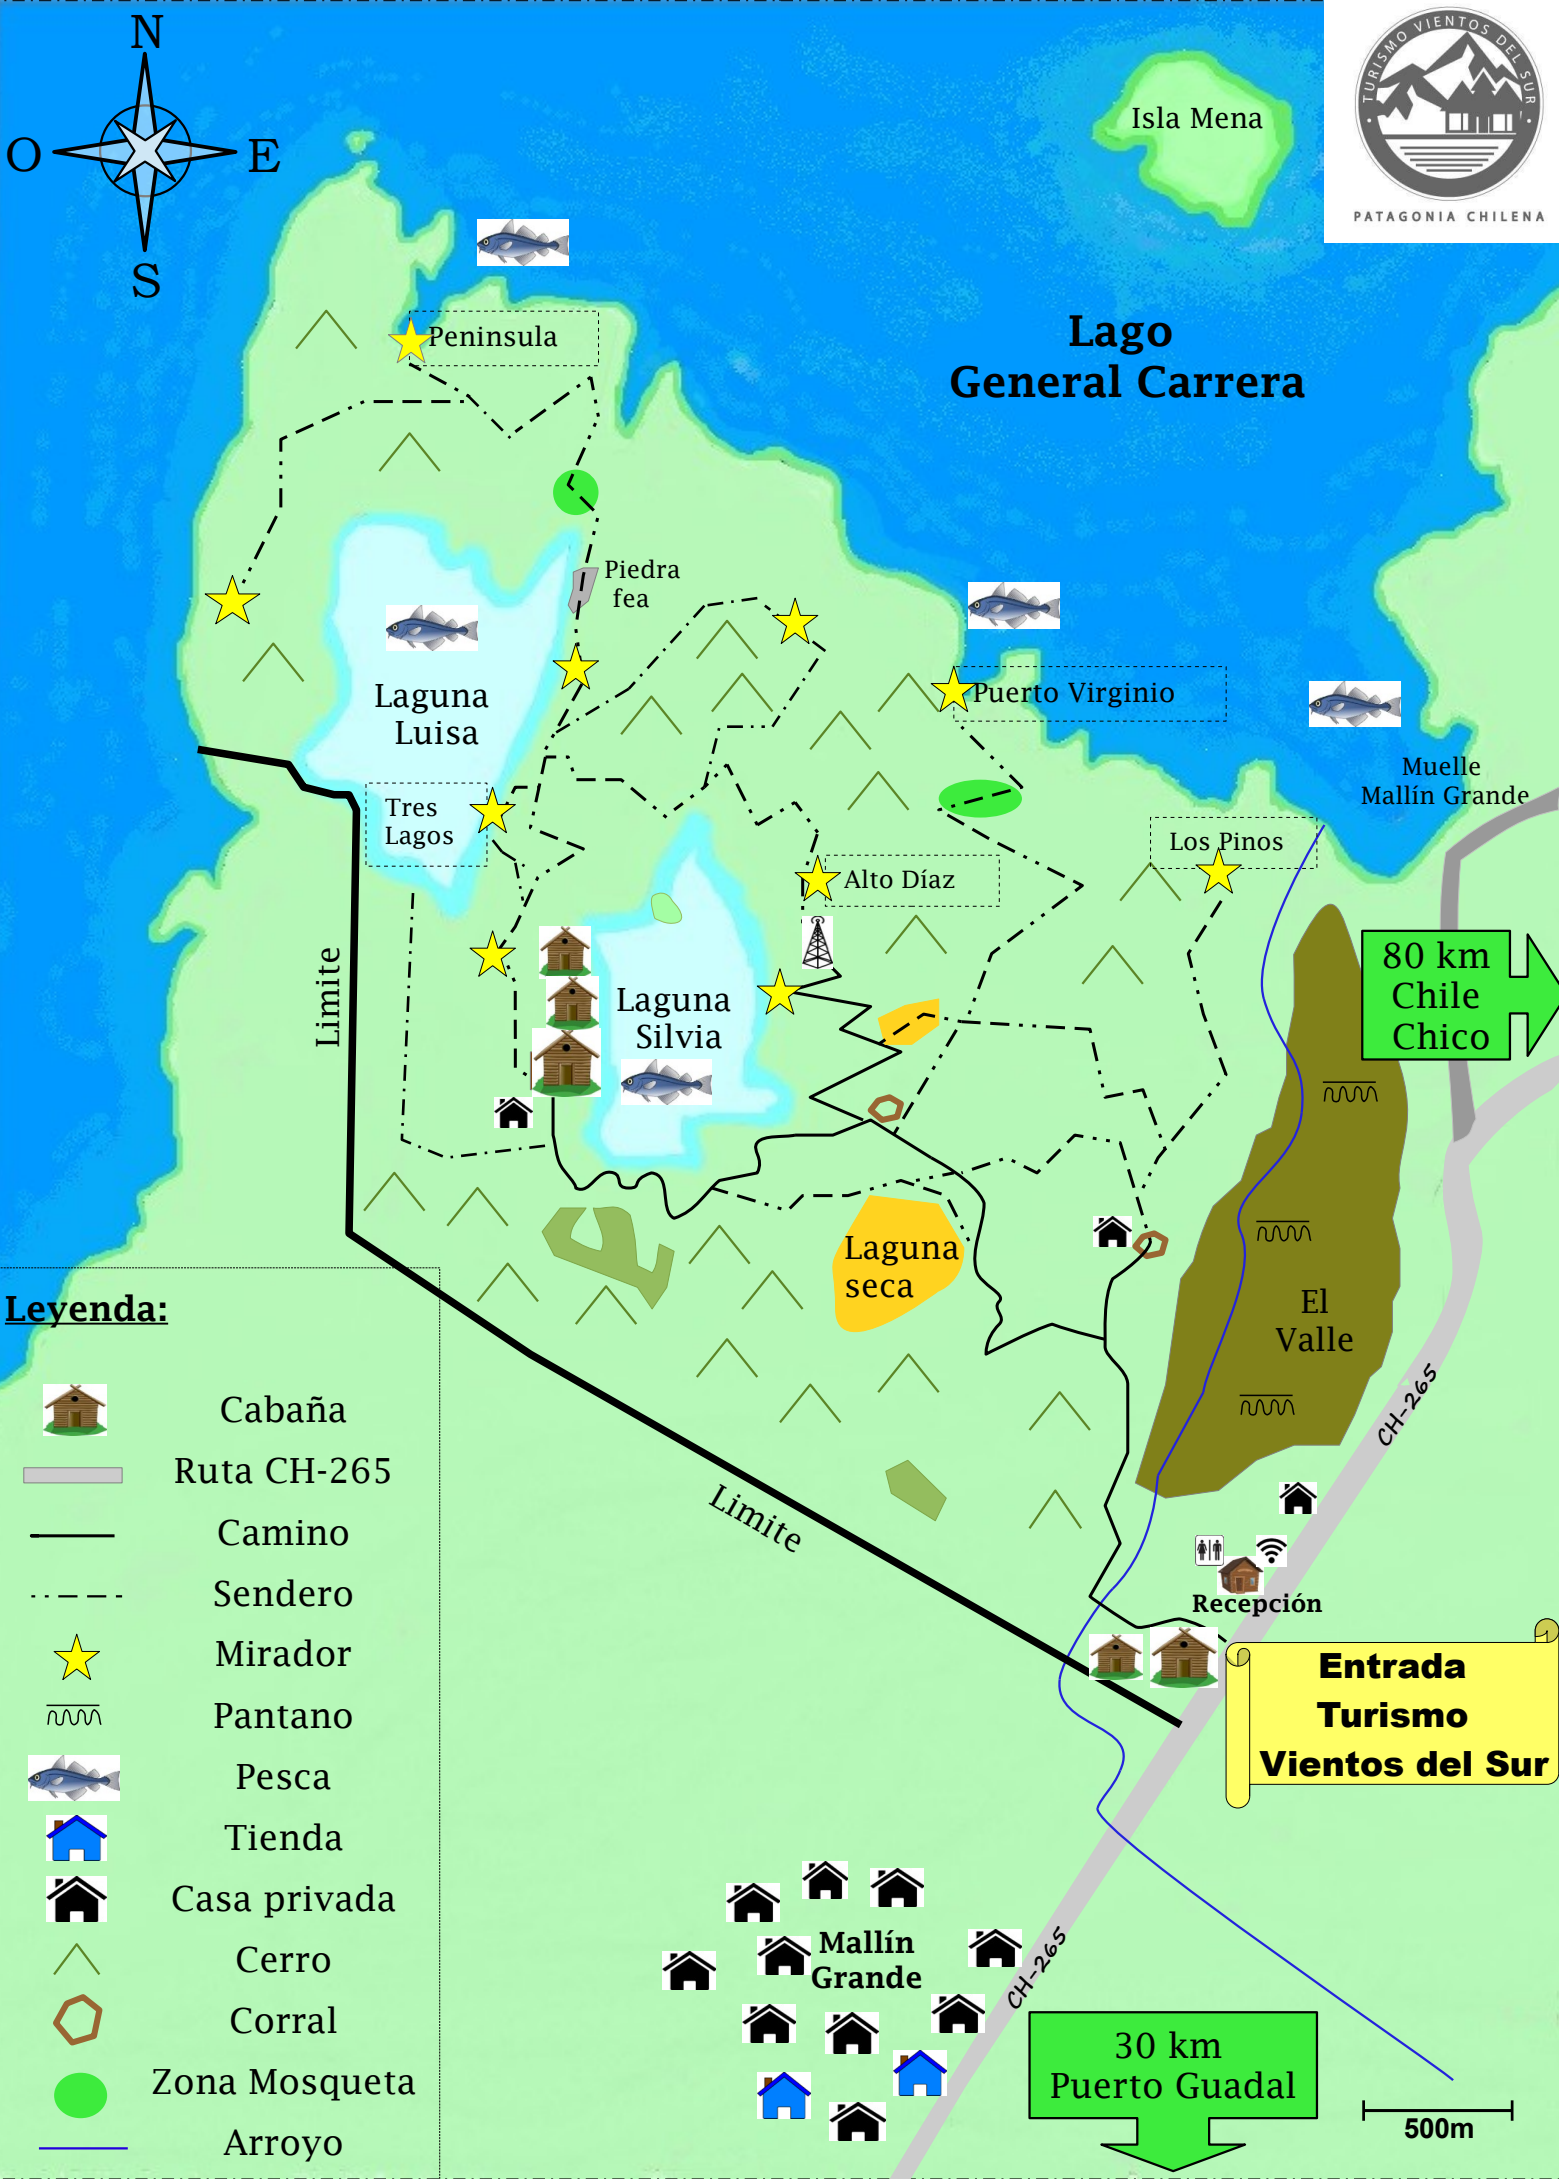 N
O
E
S
Isla Mena
• TURISMO VIENTOS DEL SUR •
PATAGONIA CHILENA
Lago
General Carrera
Peninsula
Piedra
fea
Laguna
Luisa
Puerto Virginio
Muelle
Mallín Grande
Tres
Lagos
Los Pinos
Alto Díaz
80 km
Chile
Chico
Limite
Laguna
Silvia
Laguna
seca
El
Valle
CH-265
Limite
Recepción
Entrada
Turismo
Vientos del Sur
Leyenda:
Cabaña
Ruta CH-265
Camino
Sendero
Mirador
Pantano
Pesca
Tienda
Casa privada
Cerro
Corral
Zona Mosqueta
Arroyo
Mallín
Grande
CH-265
30 km
Puerto Guadal
500m